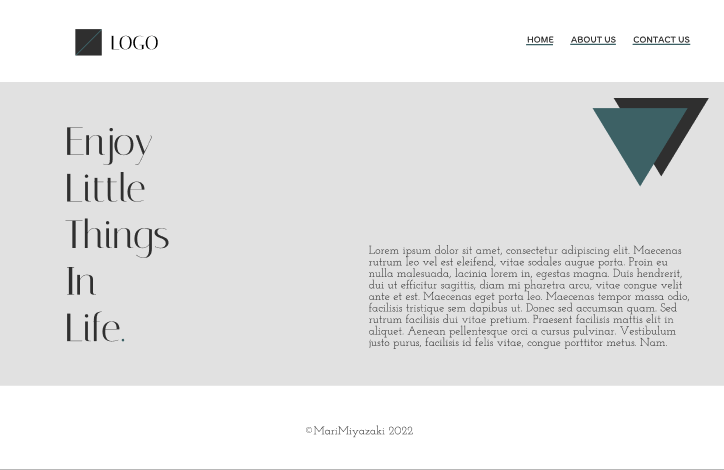 LOGO
HOME ABOUT US CONTACT US
Enjoy
Little
Things
In
Life.
Lorem ipsum dolor sit amet, consectetur adipiscing elit. Maecenas
rutrum leo vel est eleifend, vitae sodales augue porta. Proin eu
nulla malesuada, lacinia lorem in, egestas magna. Duis hendrerit,
dui ut efficitur sagittis, diam mi pharetra arcu, vitae congue velit
ante et est. Maecenas eget porta leo. Maecenas tempor massa odio,
facilisis tristique sem dapibus ut. Donec sed accumsan quam. Sed
rutrum facilisis dui vitae pretium. Praesent facilisis mattis elit in
aliquet. Aenean pellentesque orci a cursus pulvinar. Vestibulum
justo purus, facilisis id felis vitae, congue porttitor metus. Nam.
©MariMiyazaki 2022